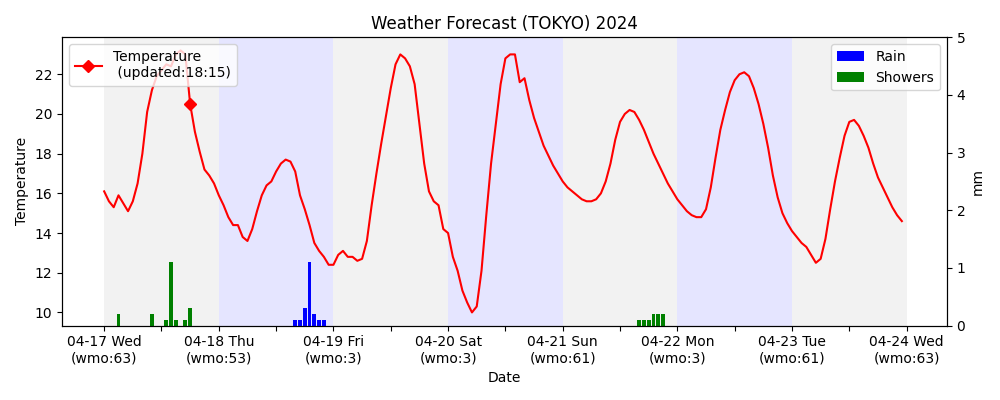 Weather Forecast (TOKYO) 2024
Temperature
(updated:18:15)
Rain
Showers
Temperature
22
20
18
16
14
12
10
5
4
3
2
1
0
mm
04-17 Wed
(wmo:63)
04-18 Thu
(wmo:53)
04-19 Fri
(wmo:3)
04-20 Sat
(wmo:3)
04-21 Sun
(wmo:61)
04-22 Mon
(wmo:3)
04-23 Tue
(wmo:61)
04-24 Wed
(wmo:63)
Date